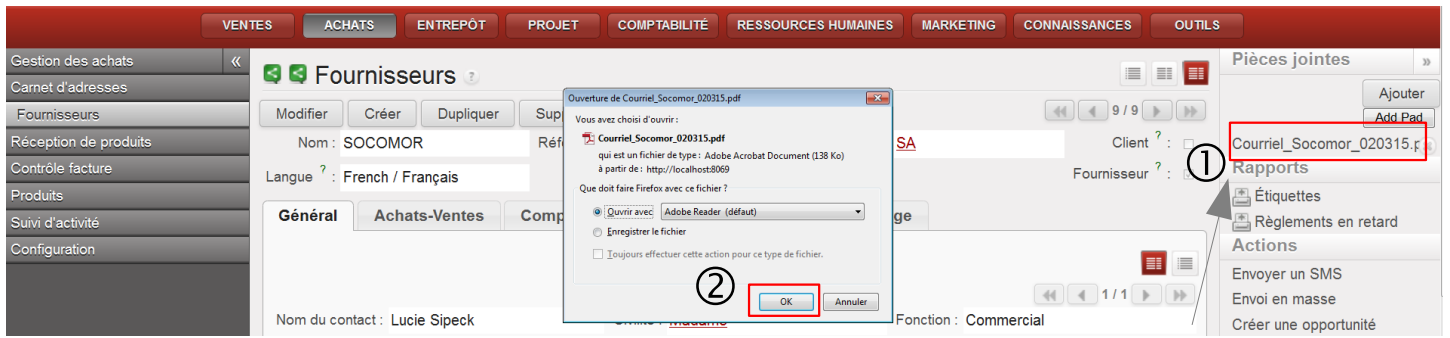 VENTES ACHATS ENTREPÔT PROJET COMPTABILITÉ RESSOURCES HUMAINES MARKETING CONNAISSANCES OUTILS
Gestion des achats «
Carnet d'adresses
Fournisseurs
Réception de produits
Contrôle facture
Produits
Suivi d'activité
Configuration
Fournisseurs ?
Modifier Créer Dupliquer Supp
9 / 9
Nom : SOCOMOR Réfé SA Client ? :
Langue ? : French / Français Fournisseur ? :
Général Achats-Ventes Comp ge
1 / 1
Nom du contact : Lucie Sipeck Civilité : Madame Fonction : Commercial
Ouverture de Courriel_Socomor_020315.pdf
Vous avez choisi d'ouvrir :
Courriel_Socomor_020315.pdf
qui est un fichier de type : Adobe Acrobat Document (138 Ko)
à partir de : http://localhost:8069
Que doit faire Firefox avec ce fichier ?
Ouvrir avec Adobe Reader (défaut)
Enregistrer le fichier
Toujours effectuer cette action pour ce type de fichier.
② OK Annuler
Pièces jointes »
Ajouter
Add Pad
① Courriel_Socomor_020315.p
Rapports
Étiquettes
Règlements en retard
Actions
Envoyer un SMS
Envoi en masse
Créer une opportunité